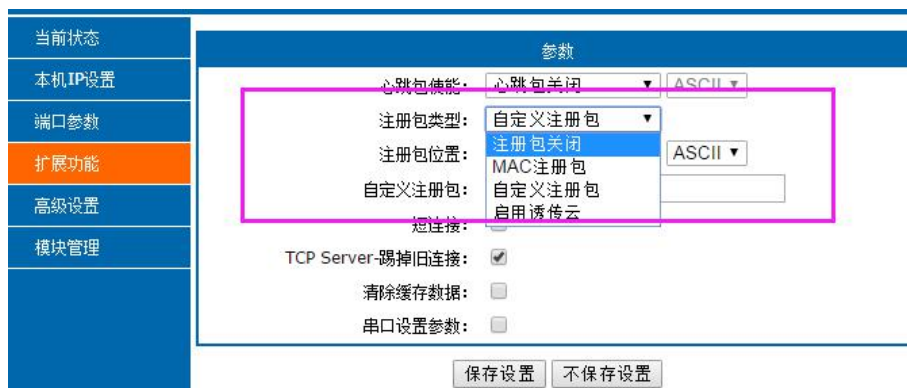 当前状态
本机IP设置
端口参数
扩展功能
高级设置
模块管理
参数
心跳包使能： 心跳包关闭 ASCII
注册包类型： 自定义注册包
注册包关闭
MAC注册包
自定义注册包
启用透传云
注册包位置： ASCII
自定义注册包：
短连接：
TCP Server-踢掉旧连接：
清除缓存数据：
串口设置参数：
保存设置 不保存设置